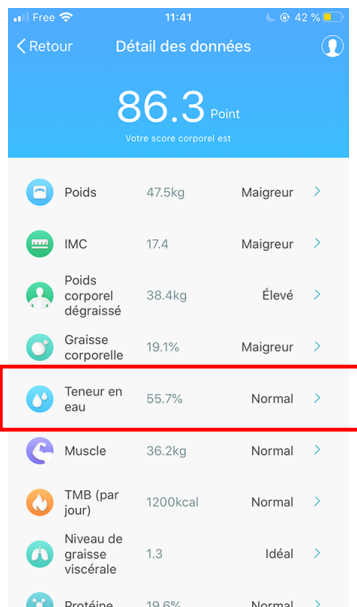 Free 11:41 42 %
Retour Détail des données
86.3 Point
Votre score corporel est
Poids 47.5kg Maigreur
IMC 17.4 Maigreur
Poids
corporel 38.4kg Élevé
dégraissé
Graisse
corporelle 19.1% Maigreur
Teneur en
eau 55.7% Normal
Muscle 36.2kg Normal
TMB (par
jour) 1200kcal Normal
Niveau de
graisse 1.3 Idéal
viscérale
Protéine 19.6% Normal